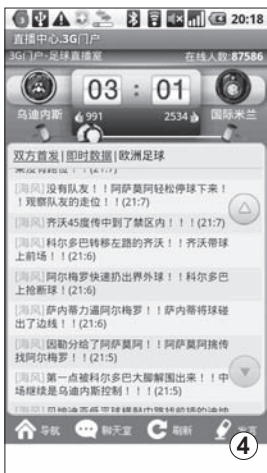 20:18
直播中心.3G门户
3G门户-足球直播室 在线人数:87586
03 : 01
乌迪内斯 991 2534 国际米兰
双方首发|即时数据|欧洲足球
[海风]没有队友！！阿萨莫阿轻松停球下来！
！观察队友的走位！！(21:7)
[海风]齐沃45度传中到了禁区内！！！(21:7)
[海风]科尔多巴转移左路的齐沃！！齐沃带球
上前场！！(21:6)
[海风]阿尔梅罗快速扔出界外球！！科尔多巴
上抢断球！(21:6)
[海风]萨内蒂力逼阿尔梅罗！！萨内蒂将球碰
出了边线！！(21:6)
[海风]因勒分给了阿萨莫阿！！阿萨莫阿搞传
找阿尔梅罗！！(21:5)
[海风]第一点被科尔多巴大脚解围出来！！中
场继续是乌迪内斯控制！！(21:5)
导航 聊天室 刷新 发言
④